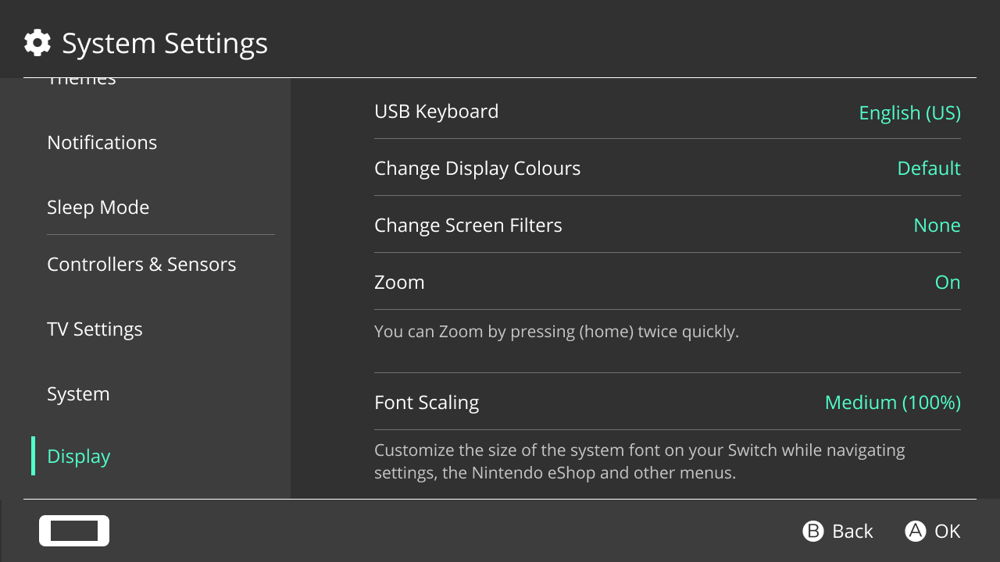 System Settings
Themes
Notifications
Sleep Mode
Controllers & Sensors
TV Settings
System
Display
USB Keyboard English (US)
Change Display Colours Default
Change Screen Filters None
Zoom On
You can Zoom by pressing (home) twice quickly.
Font Scaling Medium (100%)
Customize the size of the system font on your Switch while navigating
settings, the Nintendo eShop and other menus.
B Back A OK